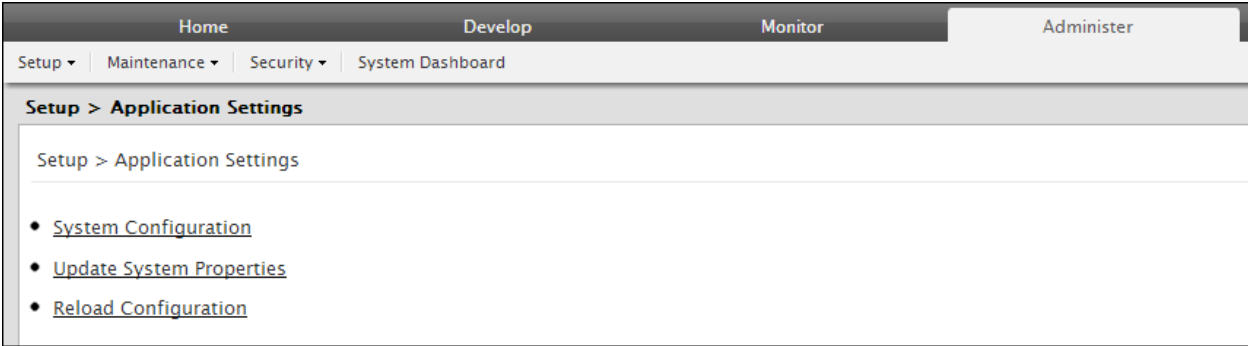 Home Develop Monitor Administer
Setup Maintenance Security System Dashboard
Setup > Application Settings
Setup > Application Settings
System Configuration
Update System Properties
Reload Configuration